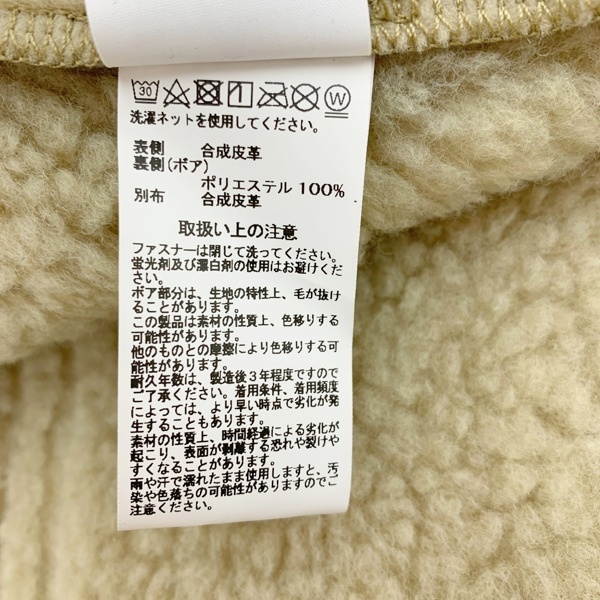 30 W
洗濯ネットを使用してください。
表側 合成皮革
裏側(ボア)
ポリエステル 100%
別布 合成皮革
取扱い上の注意
ファスナーは閉じて洗ってください。
蛍光剤及び漂白剤の使用はお避けくだ
さい。
ボア部分は、生地の特性上、毛が抜け
ることがあります。
この製品は素材の性質上、色移りする
可能性があります。
他のものとの摩擦により色移りする可
能性があります。
耐久年数は、製造後3年程度ですので
ご了承ください。着用条件、着用頻度
によっては、より早い時点で劣化が発
生することもあります。
素材の性質上、時間経過による劣化が
起こり、表面が剥離する恐れや裂けや
すくなることがあります。
雨や汗で濡れたまま使用しますと、汚
染や色落ちの可能性がありますのでご
注意ください。